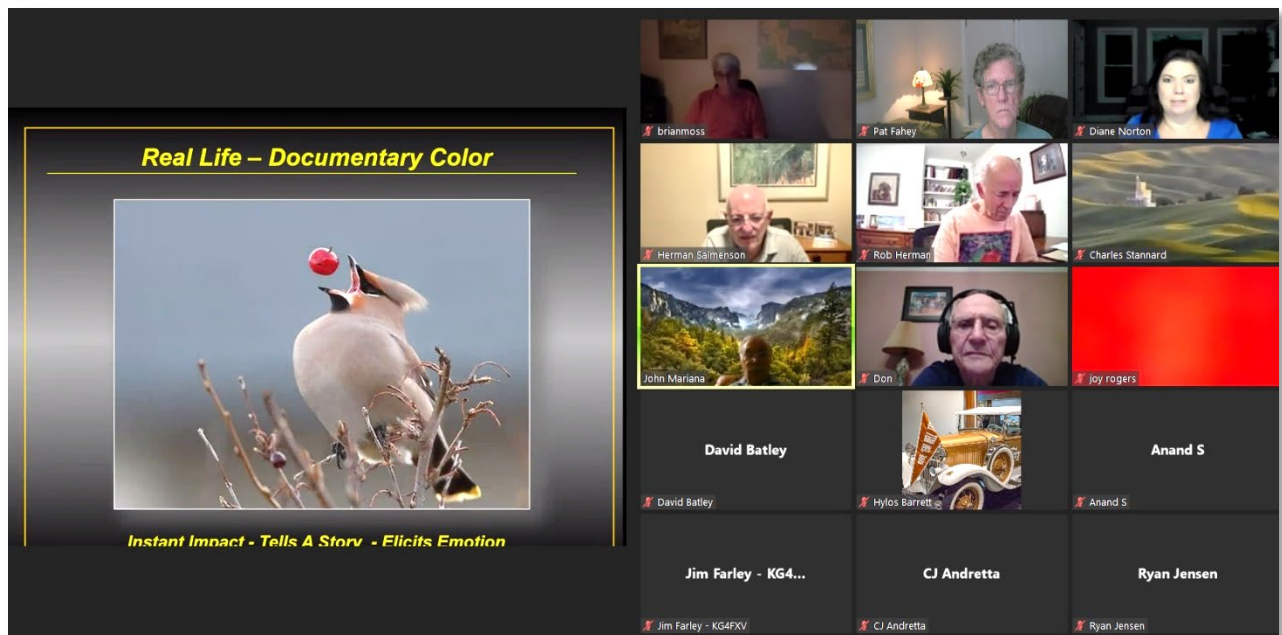 Real Life – Documentary Color
Instant Impact - Tells A Story - Elicits Emotion
brianmoss
Pat Fahey
Diane Norton
Herman Salmenson
Rob Herman
Charles Stannard
John Mariana
Don
joy rogers
David Batley
David Batley
Hylos Barrett
Anand S
Anand S
Jim Farley - KG4...
Jim Farley - KG4FXV
CJ Andretta
CJ Andretta
Ryan Jensen
Ryan Jensen